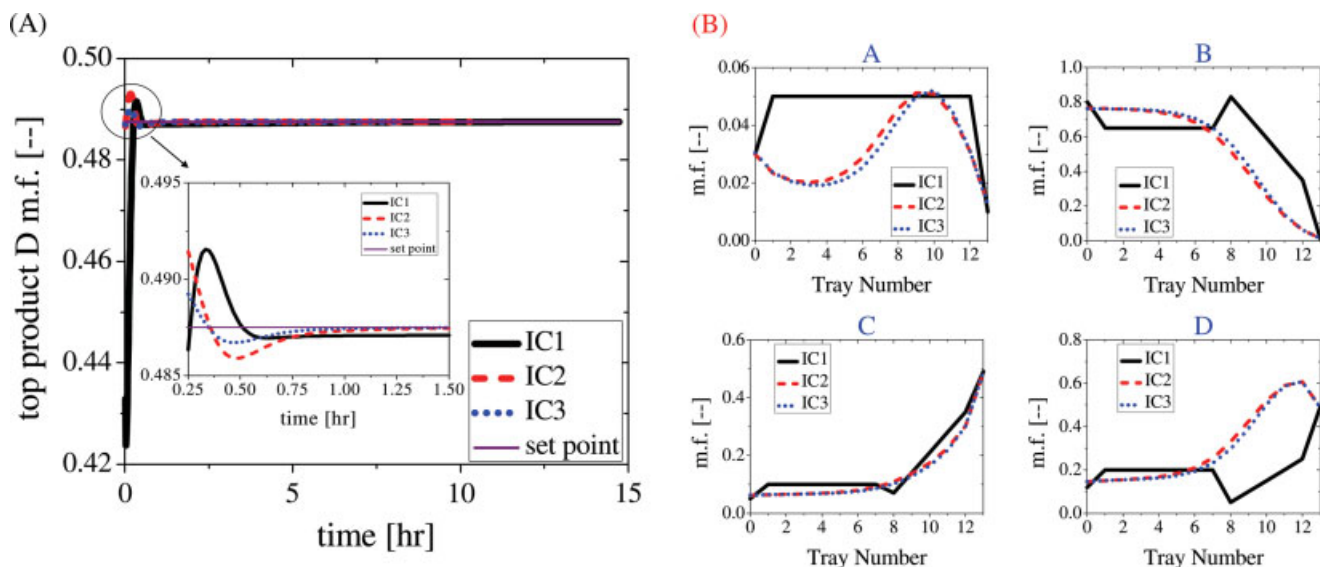 (A)
0.50
0.48
0.46
0.44
0.42
top product D m.f. [--]
0 5 10 15
time [hr]
0.495
0.490
0.485
0.25 0.50 0.75 1.00 1.25 1.50
time [hr]
IC1
IC2
IC3
set point
IC1
IC2
IC3
set point
(B)
A
0.06
0.04
0.02
0.00
m.f. [--]
IC1
IC2
IC3
0 2 4 6 8 10 12
Tray Number
B
1.0
0.8
0.6
0.4
0.2
0.0
m.f. [--]
IC1
IC2
IC3
0 2 4 6 8 10 12
Tray Number
C
0.6
0.4
0.2
0.0
m.f. [--]
IC1
IC2
IC3
0 2 4 6 8 10 12
Tray Number
D
0.8
0.6
0.4
0.2
0.0
m.f. [--]
IC1
IC2
IC3
0 2 4 6 8 10 12
Tray Number